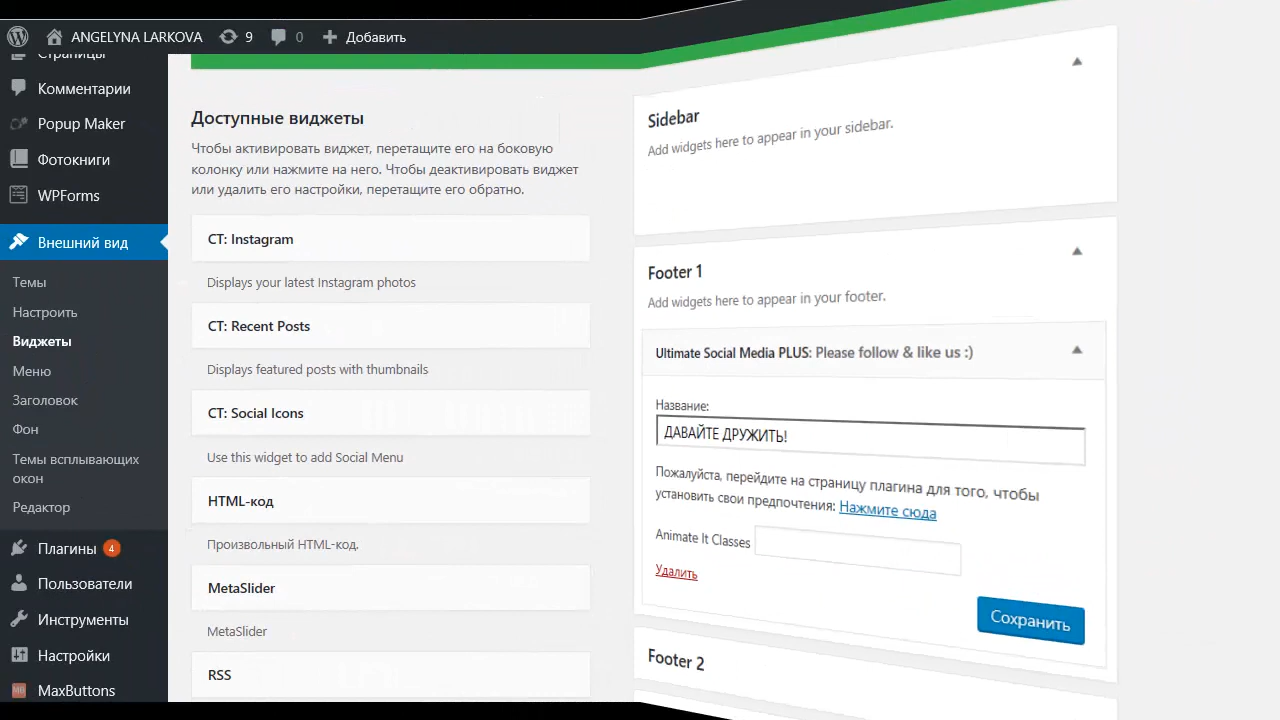 ANGELYNA LARKOVA 9 0 Добавить
Страницы
Комментарии
Popup Maker
Фотокниги
WPForms
Внешний вид
Темы
Настроить
Виджеты
Меню
Заголовок
Фон
Темы всплывающих
окон
Редактор
Плагины 4
Пользователи
Инструменты
Настройки
MaxButtons
Доступные виджеты
Чтобы активировать виджет, перетащите его на боковую
колонку или нажмите на него. Чтобы деактивировать виджет
или удалить его настройки, перетащите его обратно.
CT: Instagram
Displays your latest Instagram photos
CT: Recent Posts
Displays featured posts with thumbnails
CT: Social Icons
Use this widget to add Social Menu
HTML-код
Произвольный HTML-код.
MetaSlider
MetaSlider
RSS
Sidebar
Add widgets here to appear in your sidebar.
Footer 1
Add widgets here to appear in your footer.
Ultimate Social Media PLUS: Please follow & like us :)
Название:
ДАВАЙТЕ ДРУЖИТЬ!
Пожалуйста, перейдите на страницу плагина для того, чтобы
установить свои предпочтения: Нажмите сюда
Animate It Classes
Удалить
Сохранить
Footer 2